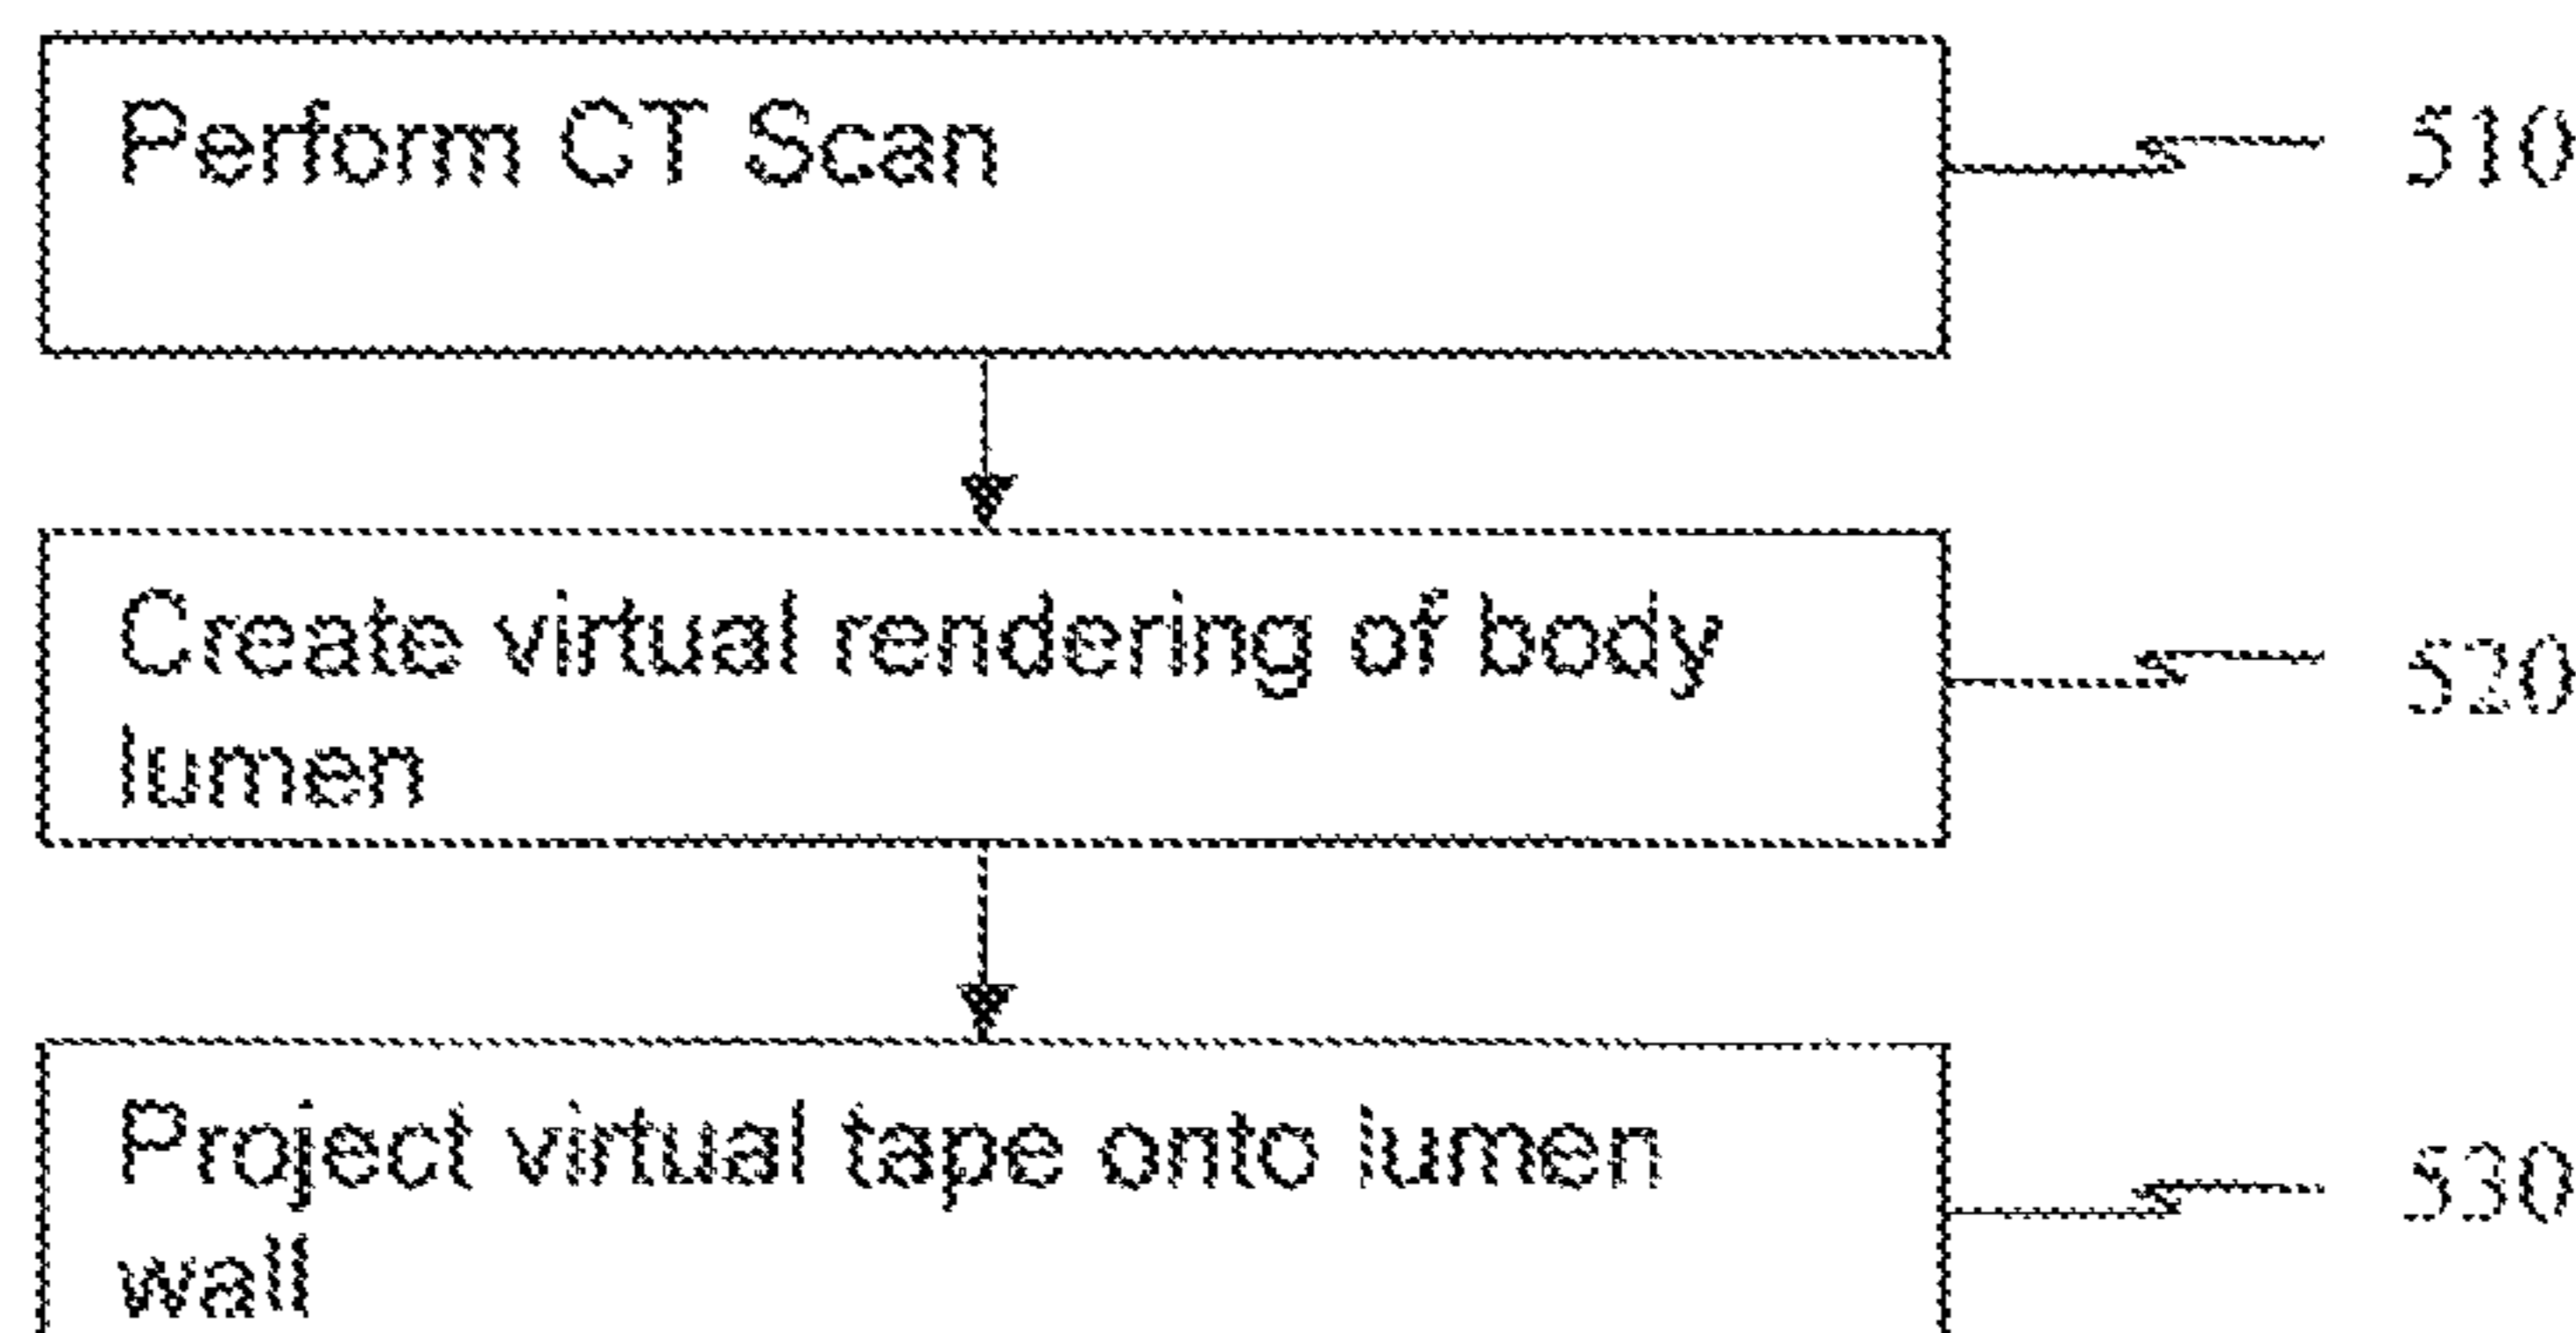 Perform CT Scan
510
Create virtual rendering of body
lumen
520
Project virtual tape onto lumen
wall
530